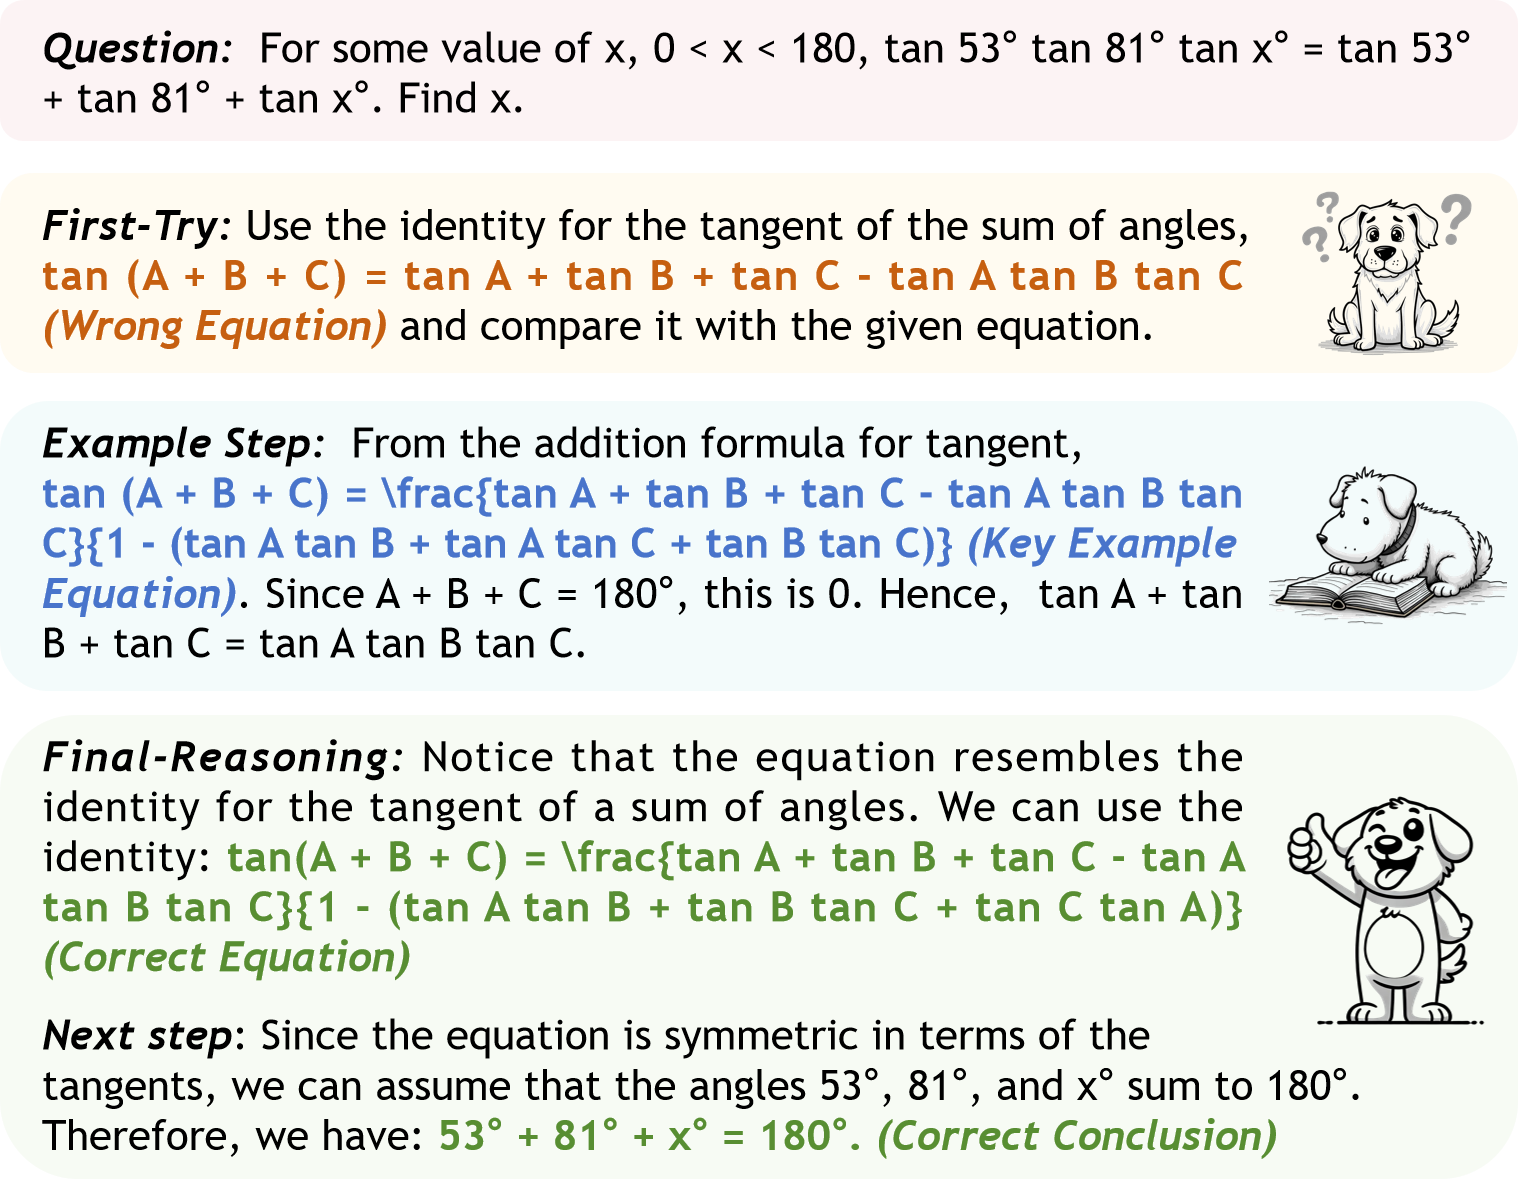 Question: For some value of x, 0 < x < 180, tan 53° tan 81° tan x° = tan 53°
+ tan 81° + tan x°. Find x.
First-Try: Use the identity for the tangent of the sum of angles,
tan (A + B + C) = tan A + tan B + tan C - tan A tan B tan C
(Wrong Equation) and compare it with the given equation.
? ? ?
Example Step: From the addition formula for tangent,
tan (A + B + C) = \frac{tan A + tan B + tan C - tan A tan B tan
C}{1 - (tan A tan B + tan A tan C + tan B tan C)} (Key Example
Equation). Since A + B + C = 180°, this is 0. Hence, tan A + tan
B + tan C = tan A tan B tan C.
Final-Reasoning: Notice that the equation resembles the
identity for the tangent of a sum of angles. We can use the
identity: tan(A + B + C) = \frac{tan A + tan B + tan C - tan A
tan B tan C}{1 - (tan A tan B + tan B tan C + tan C tan A)}
(Correct Equation)
Next step: Since the equation is symmetric in terms of the
tangents, we can assume that the angles 53°, 81°, and x° sum to 180°.
Therefore, we have: 53° + 81° + x° = 180°. (Correct Conclusion)